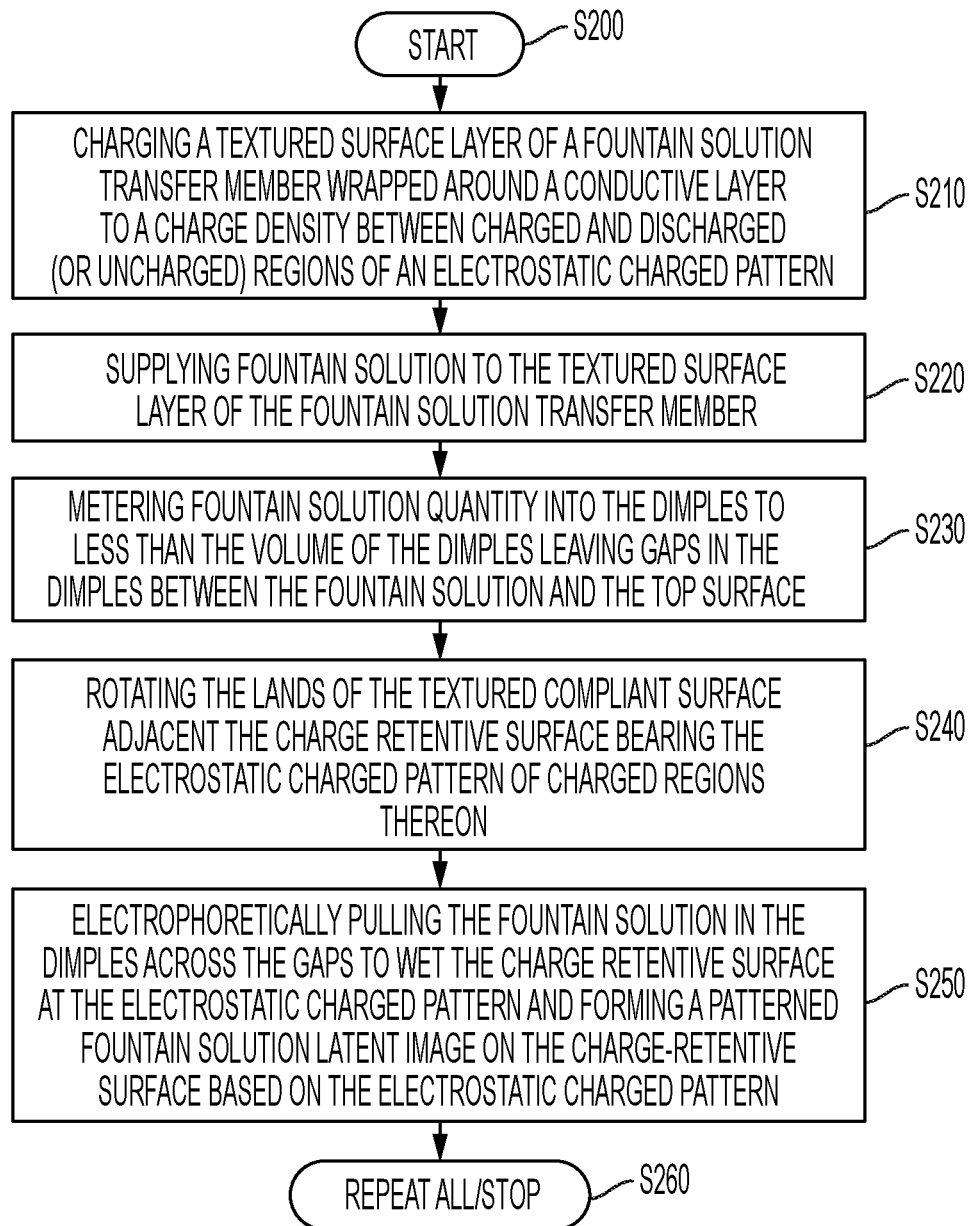 START
S200
CHARGING A TEXTURED SURFACE LAYER OF A FOUNTAIN SOLUTION
TRANSFER MEMBER WRAPPED AROUND A CONDUCTIVE LAYER
TO A CHARGE DENSITY BETWEEN CHARGED AND DISCHARGED
(OR UNCHARGED) REGIONS OF AN ELECTROSTATIC CHARGED PATTERN
S210
SUPPLYING FOUNTAIN SOLUTION TO THE TEXTURED SURFACE
LAYER OF THE FOUNTAIN SOLUTION TRANSFER MEMBER
S220
METERING FOUNTAIN SOLUTION QUANTITY INTO THE DIMPLES TO
LESS THAN THE VOLUME OF THE DIMPLES LEAVING GAPS IN THE
DIMPLES BETWEEN THE FOUNTAIN SOLUTION AND THE TOP SURFACE
S230
ROTATING THE LANDS OF THE TEXTURED COMPLIANT SURFACE
ADJACENT THE CHARGE RETENTIVE SURFACE BEARING THE
ELECTROSTATIC CHARGED PATTERN OF CHARGED REGIONS
THEREON
S240
ELECTROPHORETICALLY PULLING THE FOUNTAIN SOLUTION IN THE
DIMPLES ACROSS THE GAPS TO WET THE CHARGE RETENTIVE SURFACE
AT THE ELECTROSTATIC CHARGED PATTERN AND FORMING A PATTERNED
FOUNTAIN SOLUTION LATENT IMAGE ON THE CHARGE-RETENTIVE
SURFACE BASED ON THE ELECTROSTATIC CHARGED PATTERN
S250
REPEAT ALL/STOP
S260